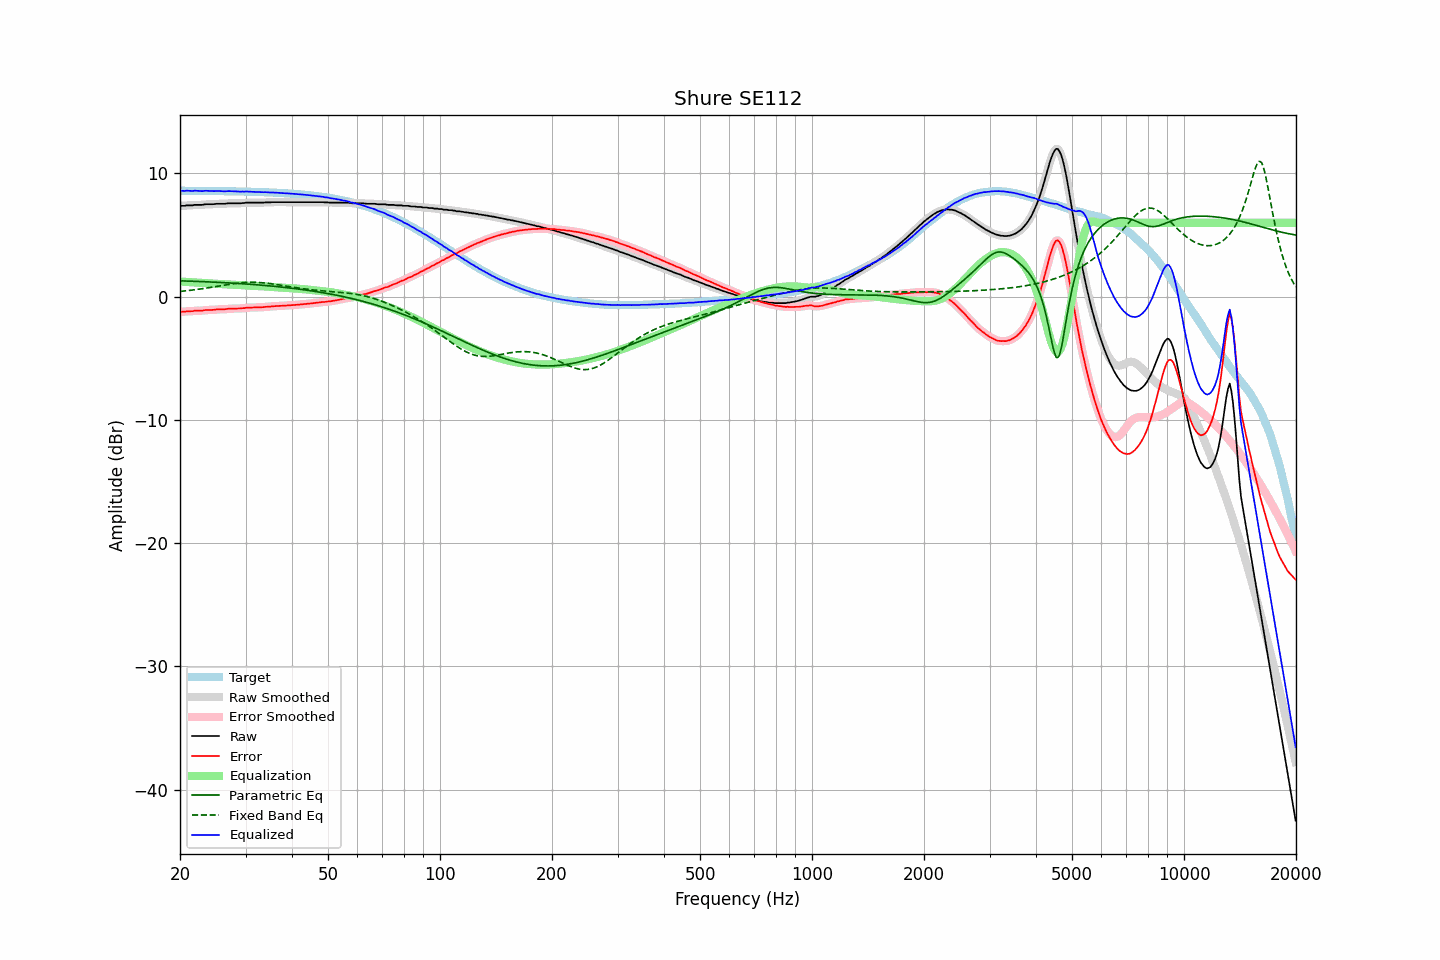 Shure SE112
Amplitude (dBr)
10
0
−10
−20
−30
−40
Target
Raw Smoothed
Error Smoothed
Raw
Error
Equalization
Parametric Eq
Fixed Band Eq
Equalized
20 50 100 200 500 1000 2000 5000 10000 20000
Frequency (Hz)